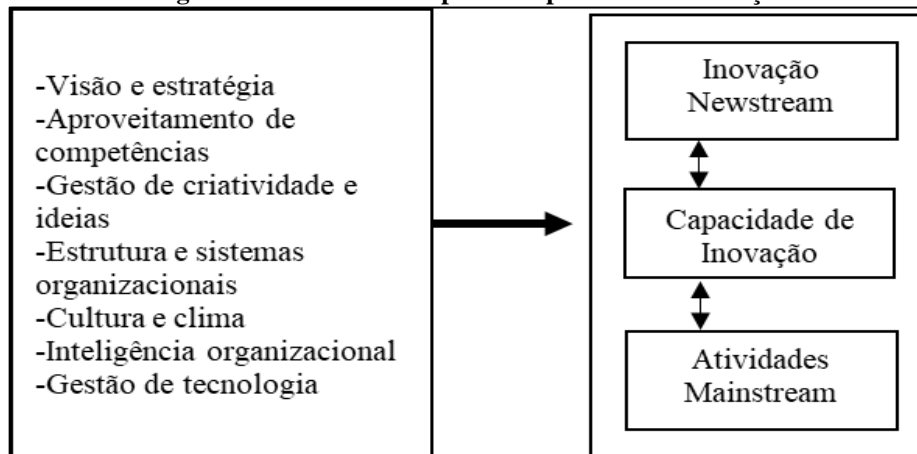 -Visão e estratégia
-Aproveitamento de
competências
-Gestão de criatividade e
ideias
-Estrutura e sistemas
organizacionais
-Cultura e clima
-Inteligência organizacional
-Gestão de tecnologia
Inovação
Newstream
Capacidade de
Inovação
Atividades
Mainstream